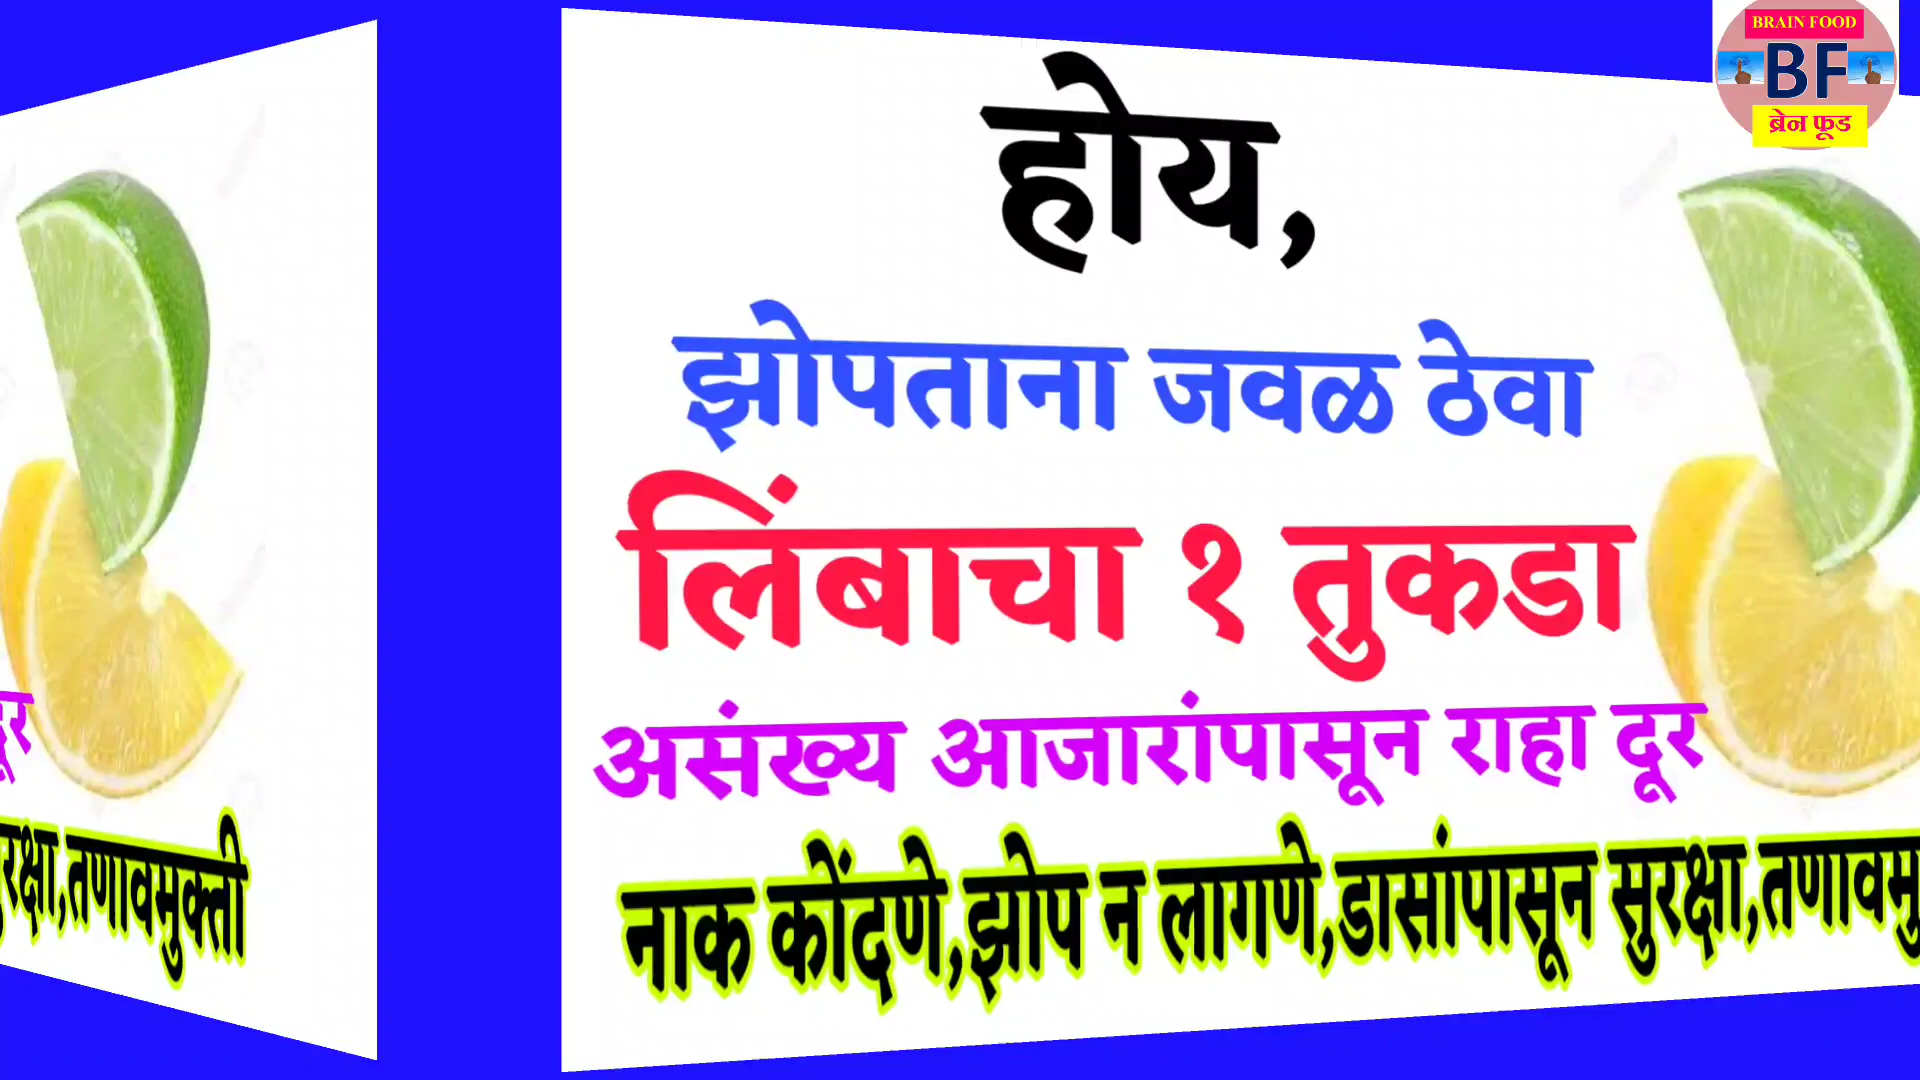 BRAIN FOOD
BF
ब्रेन फूड
होय,
झोपताना जवळ ठेवा
लिंबाचा १ तुकडा
असंख्य आजारांपासून राहा दूर
नाक कोंदणे,झोप न लागणे,डासांपासून सुरक्षा,तणावमु
दूर
रक्षा,तणावमुक्ती